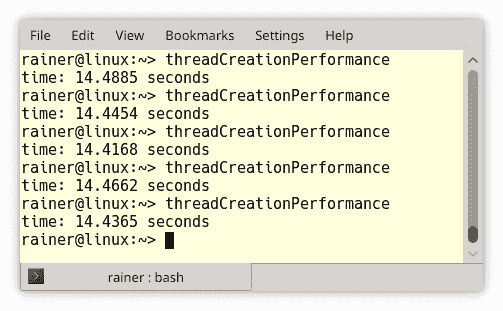 File Edit View Bookmarks Settings Help
rainer@linux:~> threadCreationPerformance
time: 14.4885 seconds
rainer@linux:~> threadCreationPerformance
time: 14.4454 seconds
rainer@linux:~> threadCreationPerformance
time: 14.4168 seconds
rainer@linux:~> threadCreationPerformance
time: 14.4662 seconds
rainer@linux:~> threadCreationPerformance
time: 14.4365 seconds
rainer@linux:~>
rainer : bash